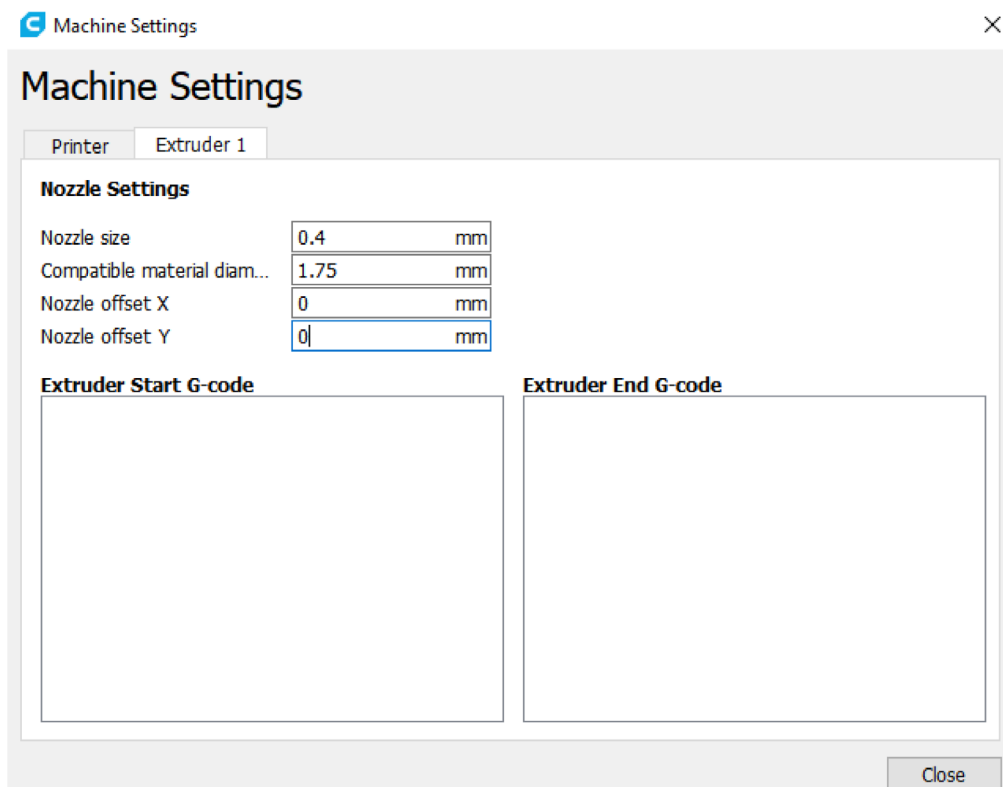 Machine Settings
Machine Settings
Printer
Extruder 1
Nozzle Settings
Nozzle size 0.4 mm
Compatible material diam... 1.75 mm
Nozzle offset X 0 mm
Nozzle offset Y 0 mm
Extruder Start G-code
Extruder End G-code
Close